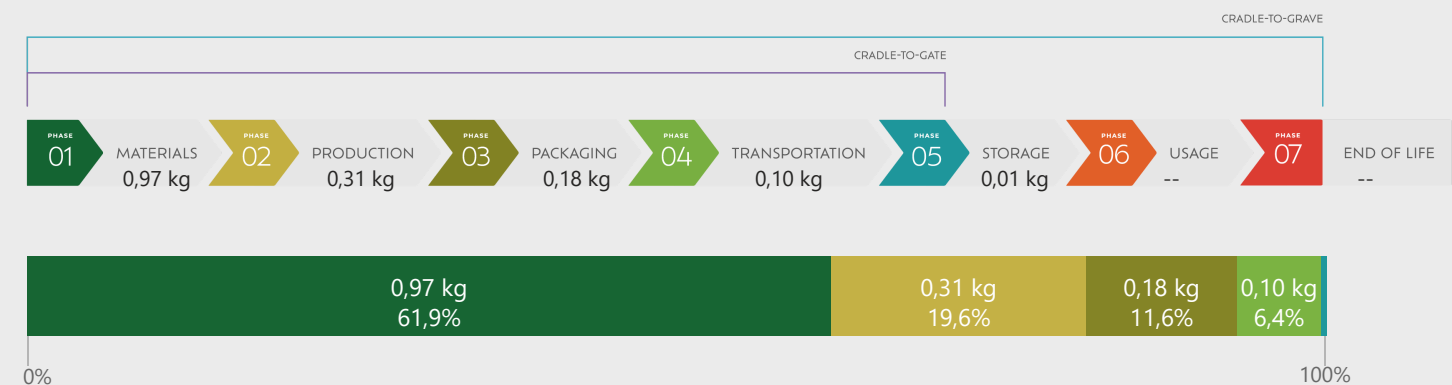 CRADLE-TO-GRAVE
CRADLE-TO-GATE
PHASE
01
MATERIALS
0,97 kg
PHASE
02
PRODUCTION
0,31 kg
PHASE
03
PACKAGING
0,18 kg
PHASE
04
TRANSPORTATION
0,10 kg
PHASE
05
STORAGE
0,01 kg
PHASE
06
USAGE
--
PHASE
07
END OF LIFE
--
0,97 kg
61,9%
0,31 kg
19,6%
0,18 kg
11,6%
0,10 kg
6,4%
0%
100%